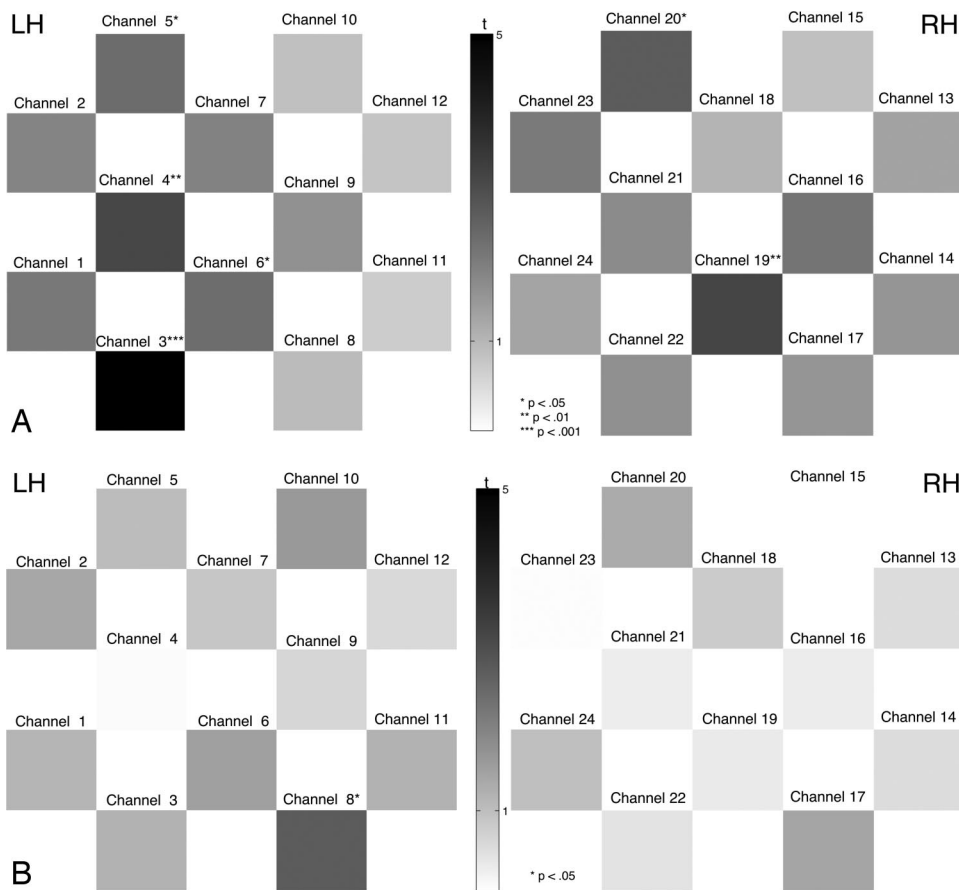 LH
Channel 5*
Channel 10
t
5
Channel 20*
Channel 15
RH
Channel 2
Channel 7
Channel 12
Channel 23
Channel 18
Channel 13
Channel 4**
Channel 9
Channel 21
Channel 16
Channel 1
Channel 6*
Channel 11
Channel 24
Channel 19**
Channel 14
Channel 3***
Channel 8
1
Channel 22
Channel 17
A
* p < .05
** p < .01
*** p < .001
LH
Channel 5
Channel 10
t
5
Channel 20
Channel 15
RH
Channel 2
Channel 7
Channel 12
Channel 23
Channel 18
Channel 13
Channel 4
Channel 9
Channel 21
Channel 16
Channel 1
Channel 6
Channel 11
Channel 24
Channel 19
Channel 14
Channel 3
Channel 8*
1
Channel 22
Channel 17
B
* p < .05